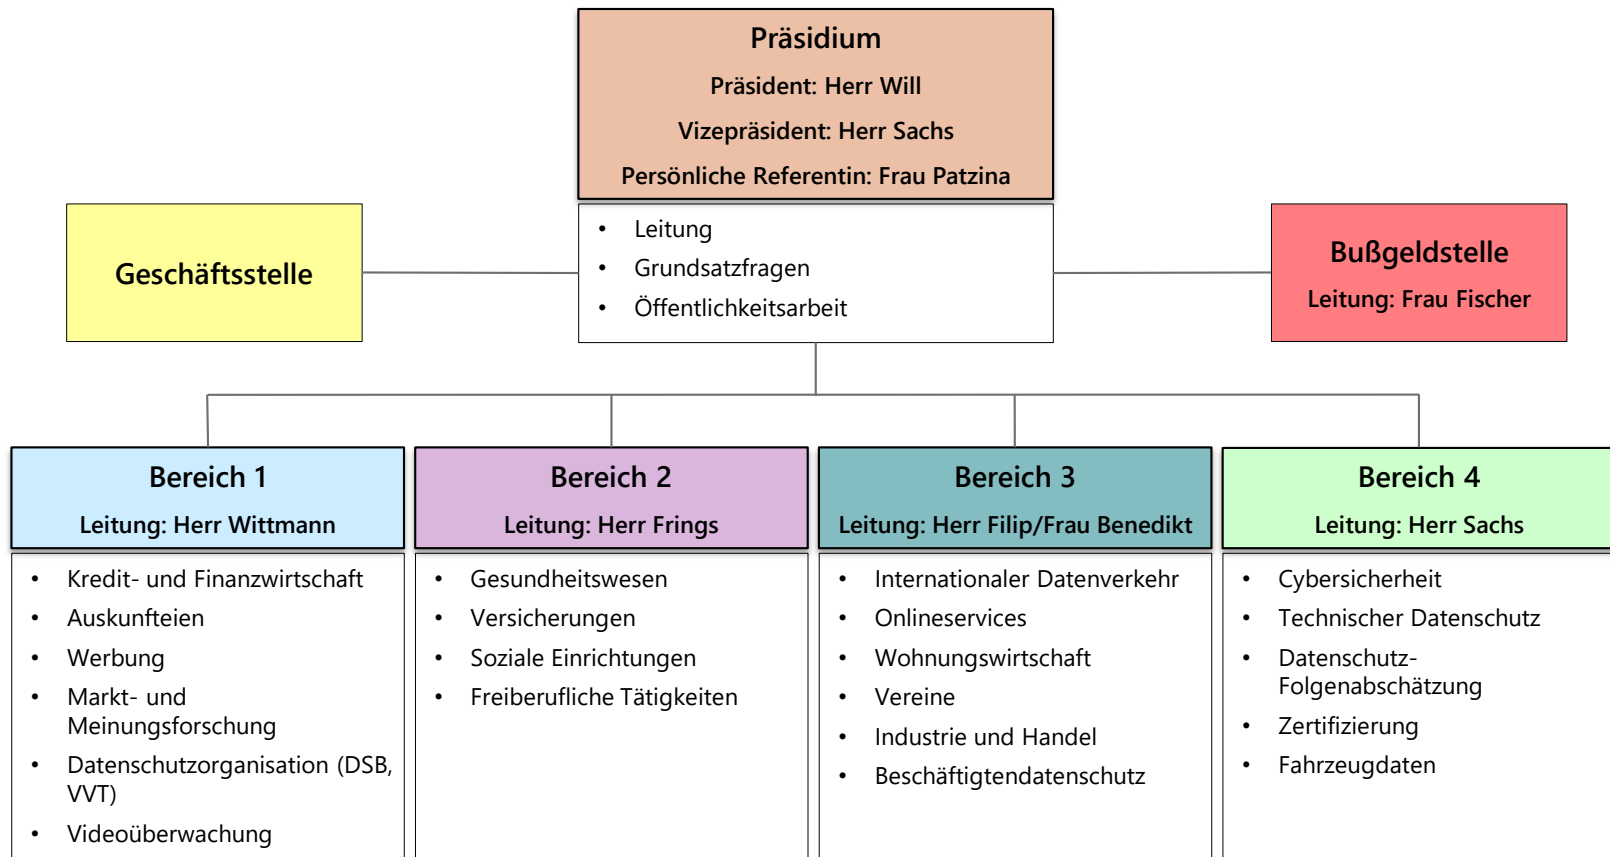 Präsidium
Präsident: Herr Will
Vizepräsident: Herr Sachs
Persönliche Referentin: Frau Patzina
• Leitung
• Grundsatzfragen
• Öffentlichkeitsarbeit
Geschäftsstelle
Bußgeldstelle
Leitung: Frau Fischer
Bereich 1
Leitung: Herr Wittmann
• Kredit- und Finanzwirtschaft
• Auskunfteien
• Werbung
• Markt- und
Meinungsforschung
• Datenschutzorganisation (DSB,
VVT)
• Videoüberwachung
Bereich 2
Leitung: Herr Frings
• Gesundheitswesen
• Versicherungen
• Soziale Einrichtungen
• Freiberufliche Tätigkeiten
Bereich 3
Leitung: Herr Filip/Frau Benedikt
• Internationaler Datenverkehr
• Onlineservices
• Wohnungswirtschaft
• Vereine
• Industrie und Handel
• Beschäftigtendatenschutz
Bereich 4
Leitung: Herr Sachs
• Cybersicherheit
• Technischer Datenschutz
• Datenschutz-
Folgenabschätzung
• Zertifizierung
• Fahrzeugdaten